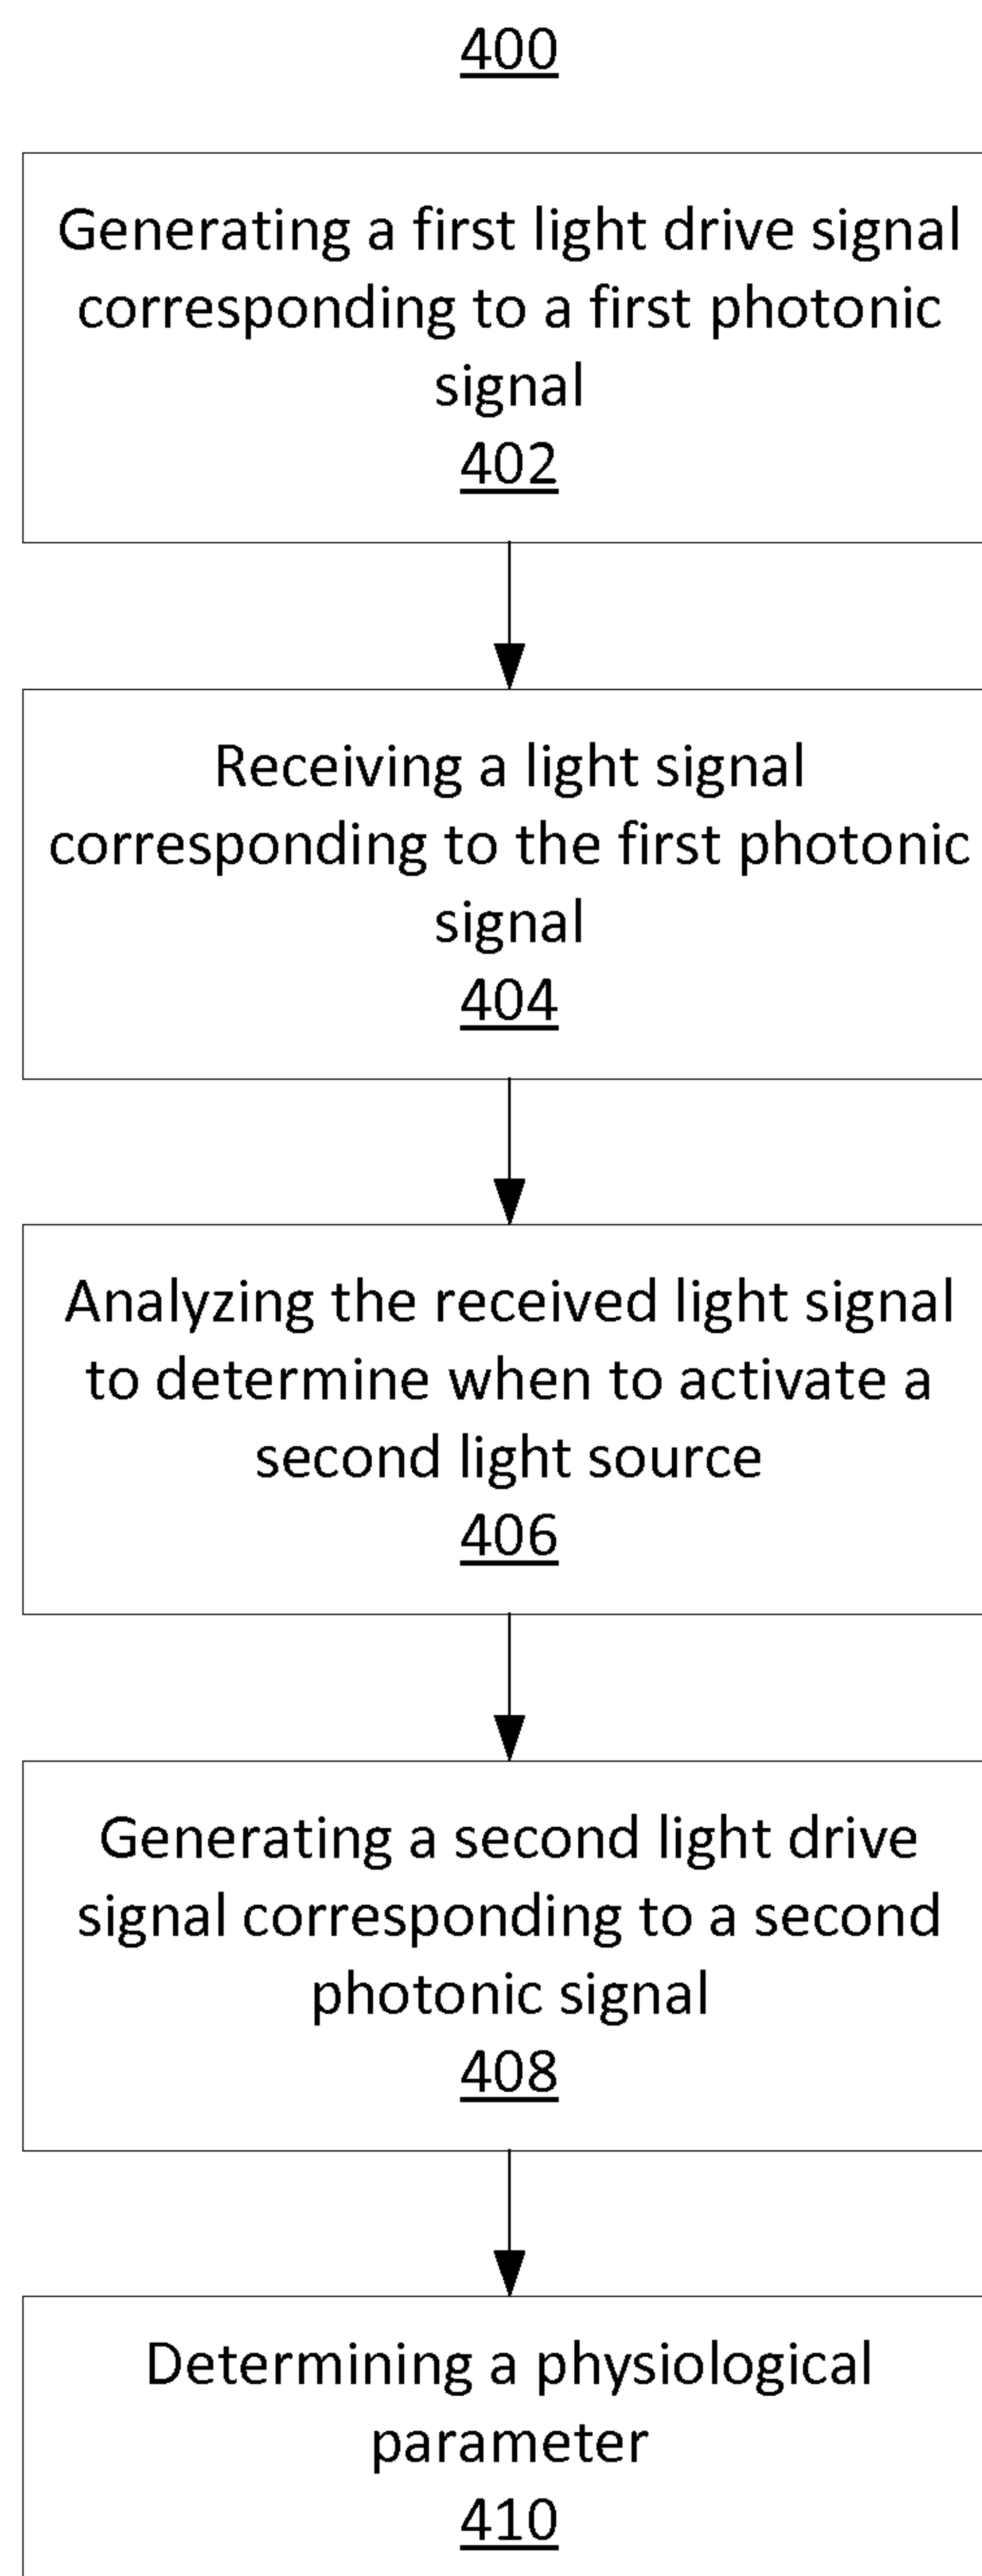 400
Generating a first light drive signal
corresponding to a first photonic
signal
402
Receiving a light signal
corresponding to the first photonic
signal
404
Analyzing the received light signal
to determine when to activate a
second light source
406
Generating a second light drive
signal corresponding to a second
photonic signal
408
Determining a physiological
parameter
410